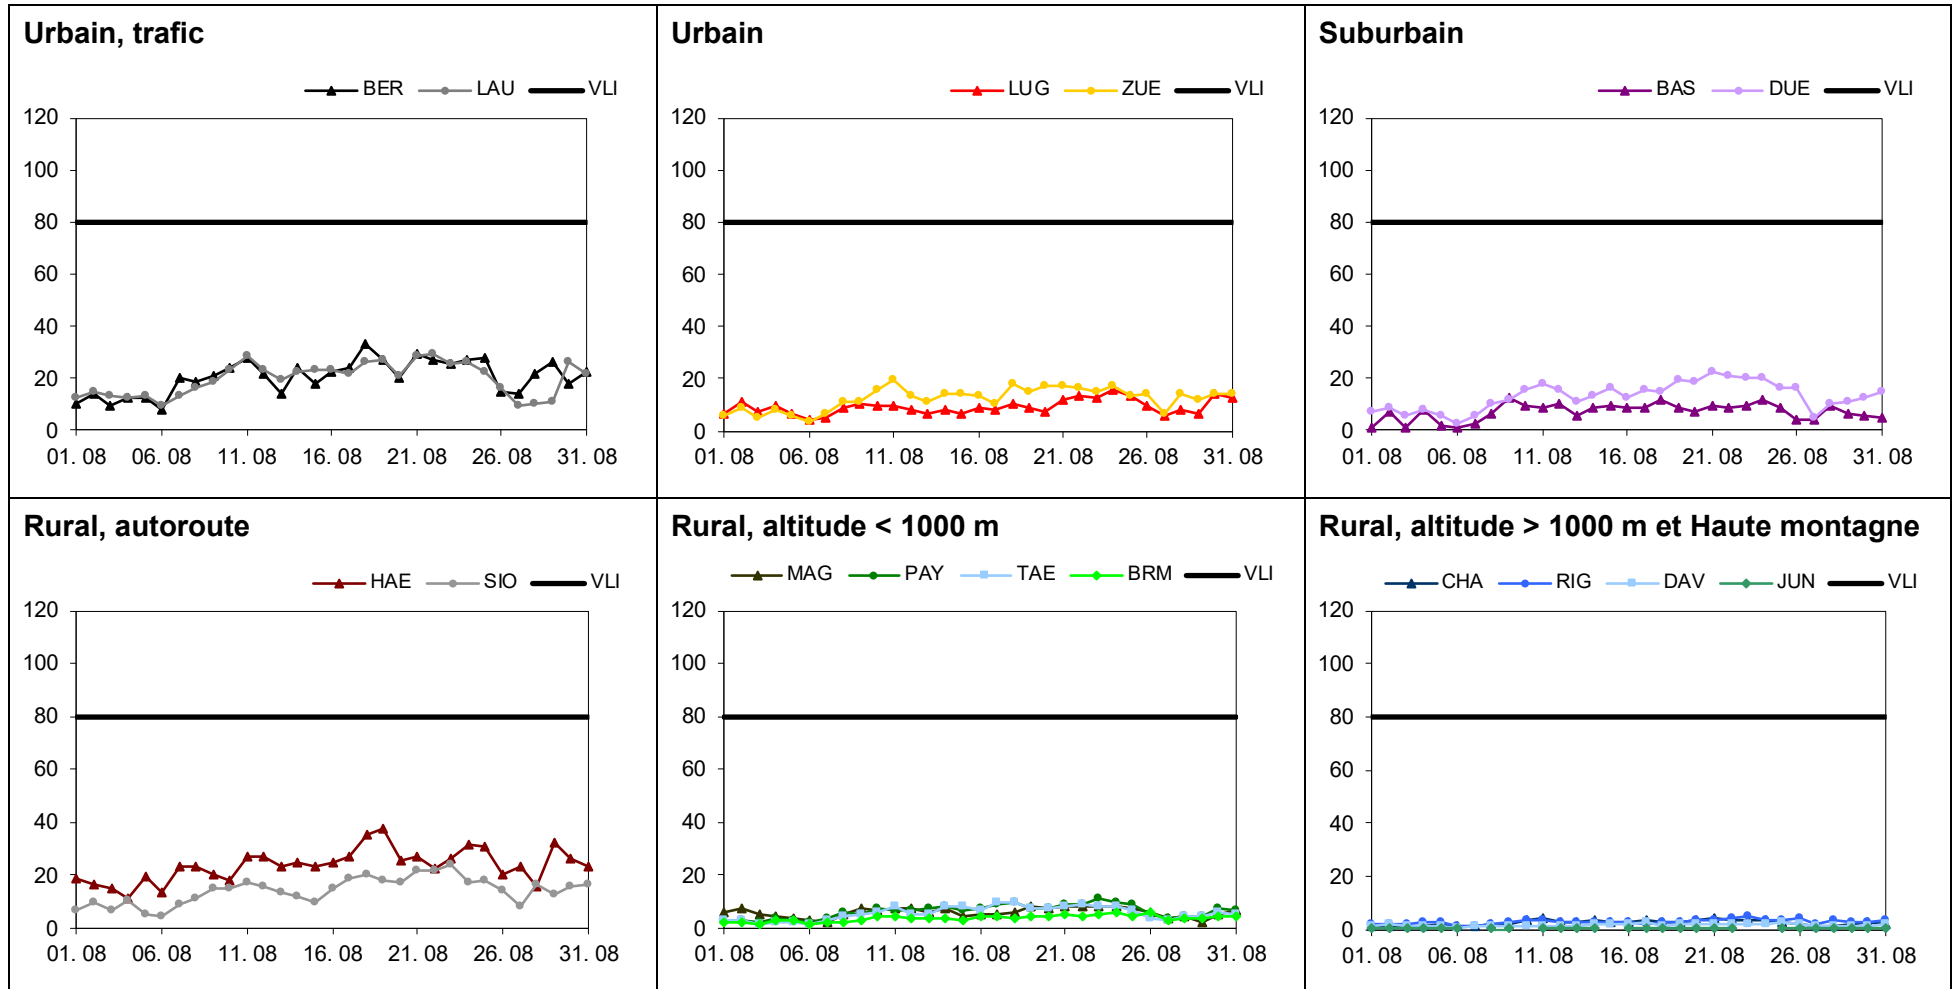 Urbain, trafic
BER LAU VLI
120
100
80
60
40
20
0
01. 08 06. 08 11. 08 16. 08 21. 08 26. 08 31. 08
Urbain
LUG ZUE VLI
120
100
80
60
40
20
0
01. 08 06. 08 11. 08 16. 08 21. 08 26. 08 31. 08
Suburbain
BAS DUE VLI
120
100
80
60
40
20
0
01. 08 06. 08 11. 08 16. 08 21. 08 26. 08 31. 08
Rural, autoroute
HAE SIO VLI
120
100
80
60
40
20
0
01. 08 06. 08 11. 08 16. 08 21. 08 26. 08 31. 08
Rural, altitude < 1000 m
MAG PAY TAE BRM VLI
120
100
80
60
40
20
0
01. 08 06. 08 11. 08 16. 08 21. 08 26. 08 31. 08
Rural, altitude > 1000 m et Haute montagne
CHA RIG DAV JUN VLI
120
100
80
60
40
20
0
01. 08 06. 08 11. 08 16. 08 21. 08 26. 08 31. 08